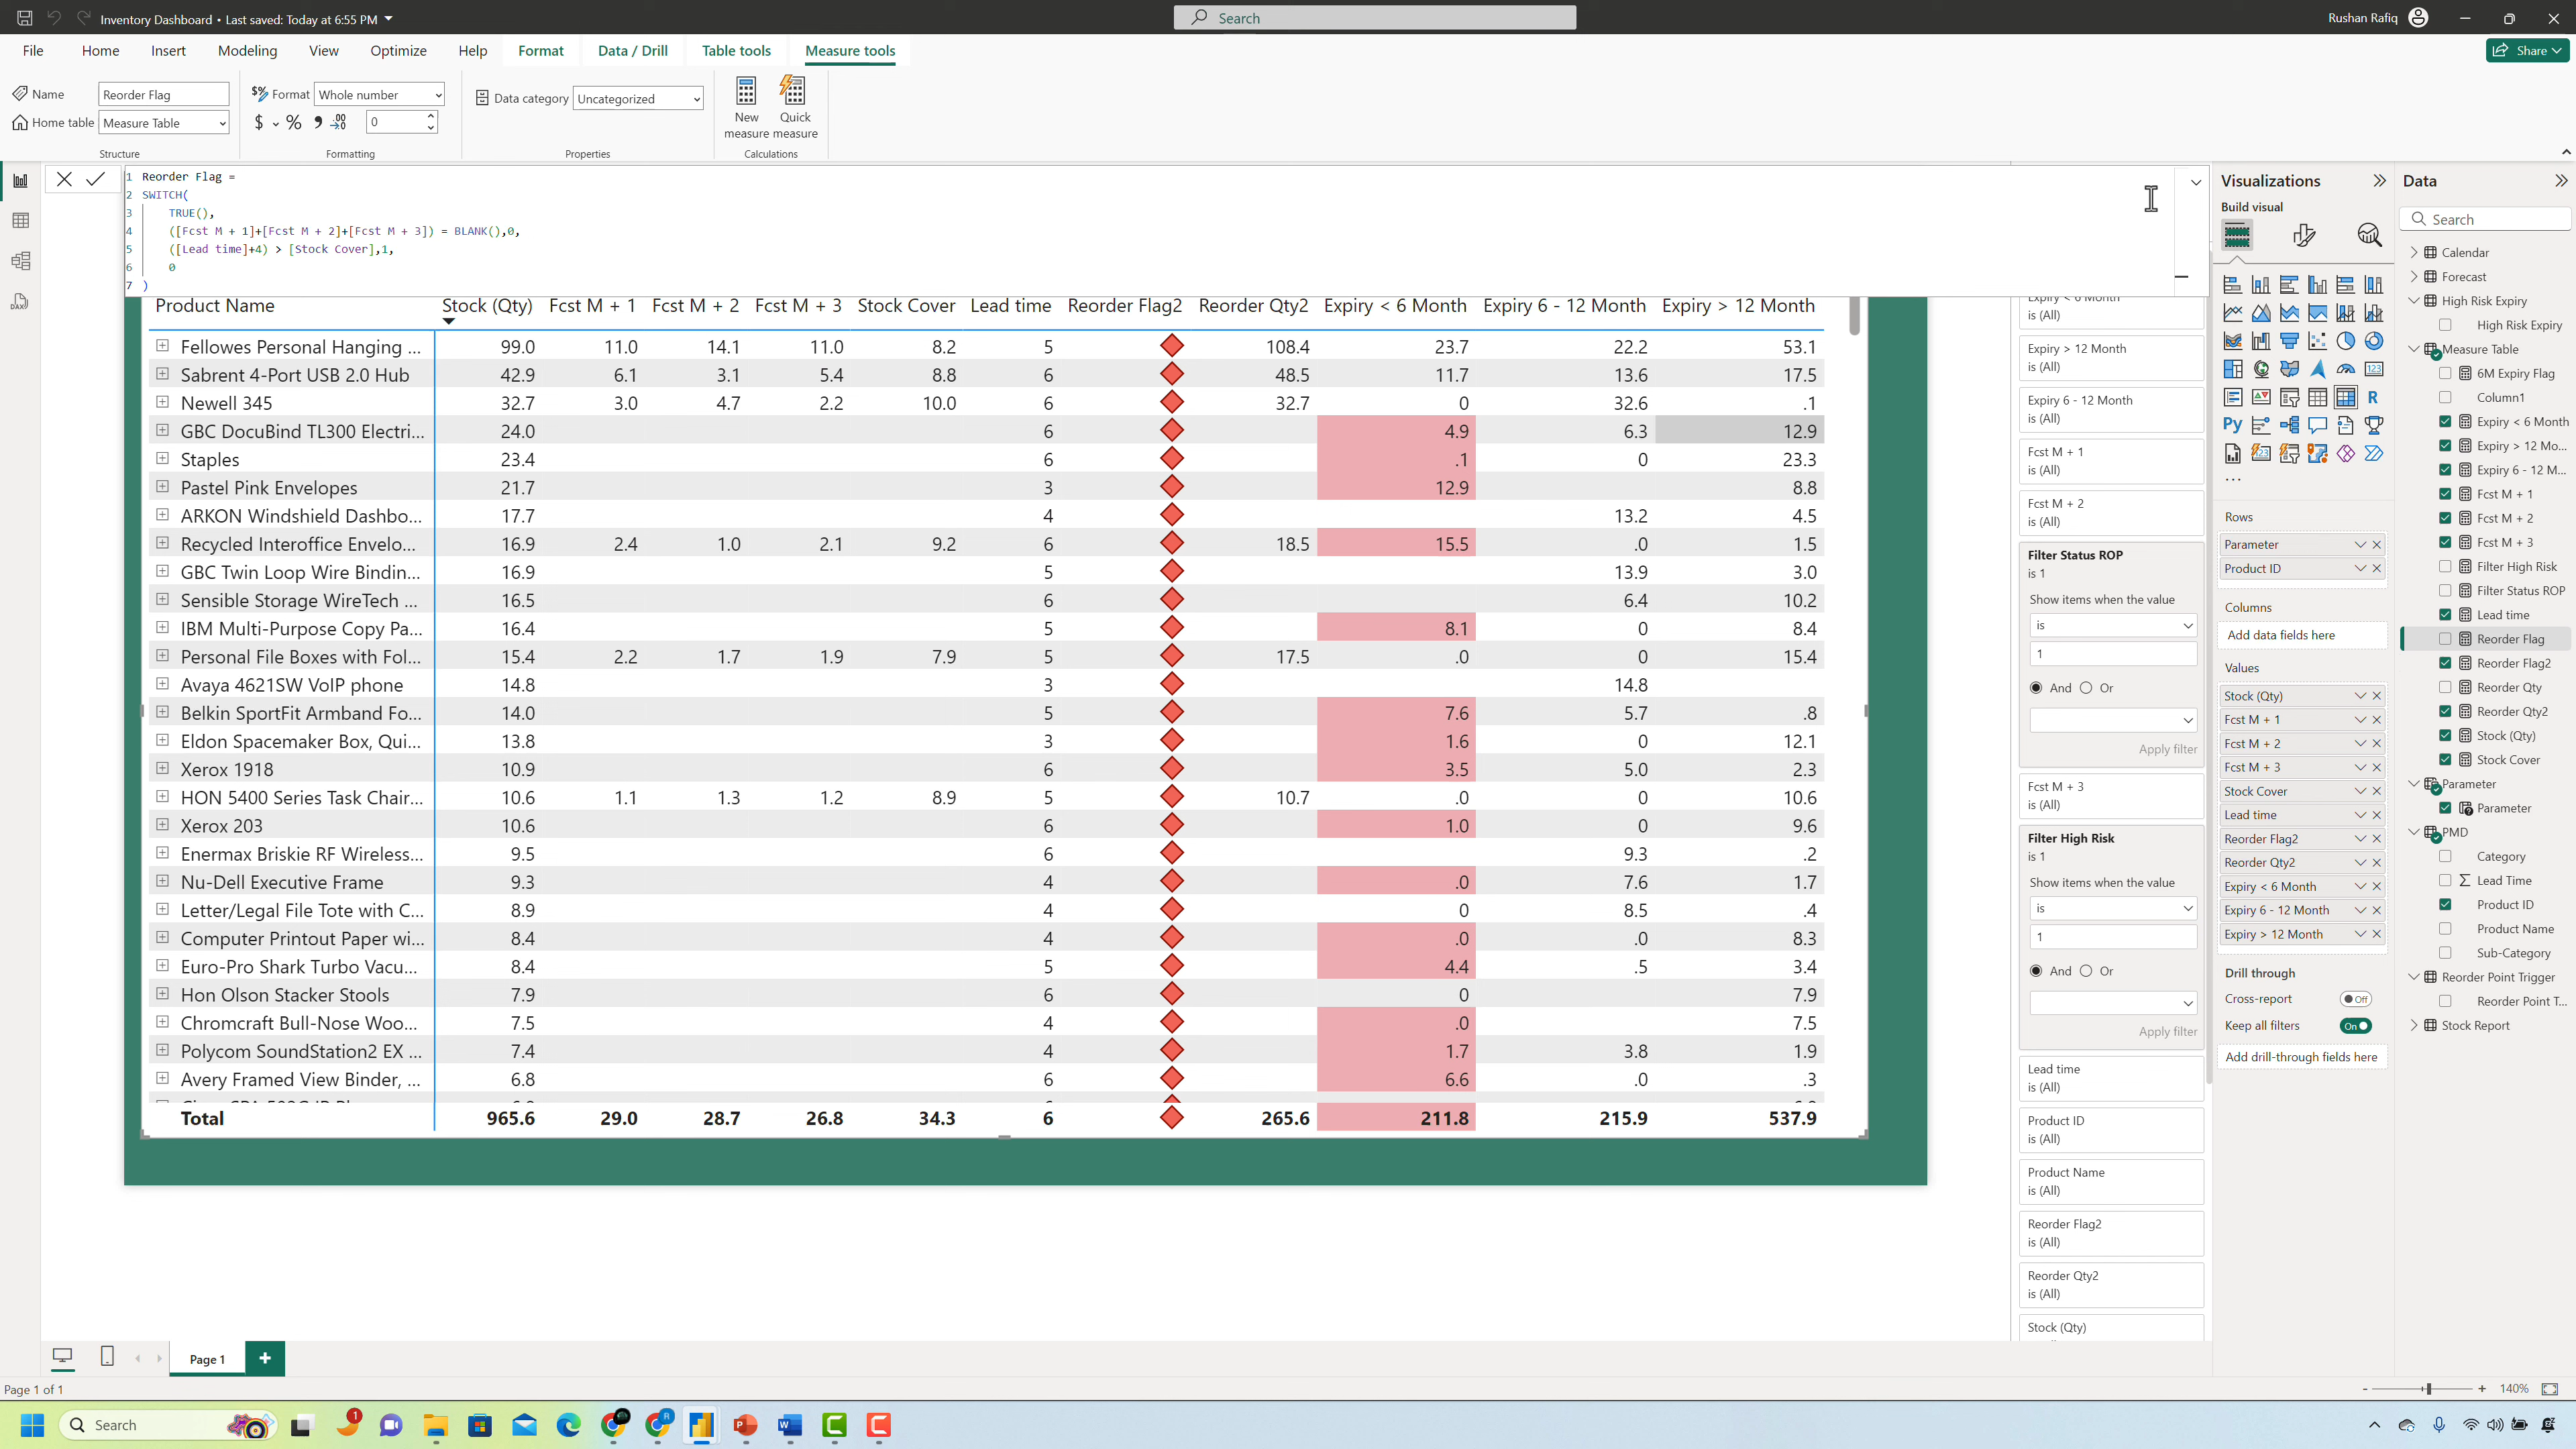 Inventory Dashboard • Last saved: Today at 6:55 PM
Search
Rushan Rafiq
File Home Insert Modeling View Optimize Help Format Data / Drill Table tools Measure tools
Share
Name Reorder Flag
Home table Measure Table
Structure
Format Whole number
$ % 0
Formatting
Data category Uncategorized
Properties
New measure
Quick measure
Calculations
1 Reorder Flag =
2 SWITCH(
3 TRUE(),
4 ([Fcst M + 1]+[Fcst M + 2]+[Fcst M + 3]) = BLANK(),0,
5 ([Lead time]+4) > [Stock Cover],1,
6 0
7 )
Product Name Stock (Qty) Fcst M + 1 Fcst M + 2 Fcst M + 3 Stock Cover Lead time Reorder Flag2 Reorder Qty2 Expiry < 6 Month Expiry 6 - 12 Month Expiry > 12 Month
Fellowes Personal Hanging ... 99.0 11.0 14.1 11.0 8.2 5 108.4 23.7 22.2 53.1
Sabrent 4-Port USB 2.0 Hub 42.9 6.1 3.1 5.4 8.8 6 48.5 11.7 13.6 17.5
Newell 345 32.7 3.0 4.7 2.2 10.0 6 32.7 0 32.6 .1
GBC DocuBind TL300 Electri... 24.0 6 4.9 6.3 12.9
Staples 23.4 6 .1 0 23.3
Pastel Pink Envelopes 21.7 3 12.9 8.8
ARKON Windshield Dashbo... 17.7 4 13.2 4.5
Recycled Interoffice Envelo... 16.9 2.4 1.0 2.1 9.2 6 18.5 15.5 .0 1.5
GBC Twin Loop Wire Bindin... 16.9 5 13.9 3.0
Sensible Storage WireTech ... 16.5 6 6.4 10.2
IBM Multi-Purpose Copy Pa... 16.4 5 8.1 0 8.4
Personal File Boxes with Fol... 15.4 2.2 1.7 1.9 7.9 5 17.5 .0 0 15.4
Avaya 4621SW VoIP phone 14.8 3 14.8
Belkin SportFit Armband Fo... 14.0 5 7.6 5.7 .8
Eldon Spacemaker Box, Qui... 13.8 3 1.6 0 12.1
Xerox 1918 10.9 6 3.5 5.0 2.3
HON 5400 Series Task Chair... 10.6 1.1 1.3 1.2 8.9 5 10.7 .0 0 10.6
Xerox 203 10.6 6 1.0 0 9.6
Enermax Briskie RF Wireless... 9.5 6 9.3 .2
Nu-Dell Executive Frame 9.3 4 .0 7.6 1.7
Letter/Legal File Tote with C... 8.9 4 0 8.5 .4
Computer Printout Paper wi... 8.4 4 .0 .0 8.3
Euro-Pro Shark Turbo Vacu... 8.4 5 4.4 .5 3.4
Hon Olson Stacker Stools 7.9 6 0 7.9
Chromcraft Bull-Nose Woo... 7.5 4 .0 7.5
Polycom SoundStation2 EX ... 7.4 4 1.7 3.8 1.9
Avery Framed View Binder, ... 6.8 6 6.6 .0 .3
Total 965.6 29.0 28.7 26.8 34.3 6 265.6 211.8 215.9 537.9
is (All)
Expiry > 12 Month
is (All)
Expiry 6 - 12 Month
is (All)
Fcst M + 1
is (All)
Fcst M + 2
is (All)
Filter Status ROP
is 1
Show items when the value
is
1
And Or
Apply filter
Fcst M + 3
is (All)
Filter High Risk
is 1
Show items when the value
is
1
And Or
Apply filter
Lead time
is (All)
Product ID
is (All)
Product Name
is (All)
Reorder Flag2
is (All)
Reorder Qty2
is (All)
Stock (Qty)
Visualizations
Build visual
R
Py
123
...
Rows
Parameter
Product ID
Columns
Add data fields here
Values
Stock (Qty)
Fcst M + 1
Fcst M + 2
Fcst M + 3
Stock Cover
Lead time
Reorder Flag2
Reorder Qty2
Expiry < 6 Month
Expiry 6 - 12 Month
Expiry > 12 Month
Drill through
Cross-report Off
Keep all filters On
Add drill-through fields here
Data
Search
Calendar
Forecast
High Risk Expiry
High Risk Expiry
Measure Table
6M Expiry Flag
Column1
Expiry < 6 Month
Expiry > 12 Mo...
Expiry 6 - 12 M...
Fcst M + 1
Fcst M + 2
Fcst M + 3
Filter High Risk
Filter Status ROP
Lead time
Reorder Flag
Reorder Flag2
Reorder Qty
Reorder Qty2
Stock (Qty)
Stock Cover
Parameter
Parameter
PMD
Category
Σ Lead Time
Product ID
Product Name
Sub-Category
Reorder Point Trigger
Reorder Point T...
Stock Report
Page 1
+
Page 1 of 1
- + 140%
Search
1